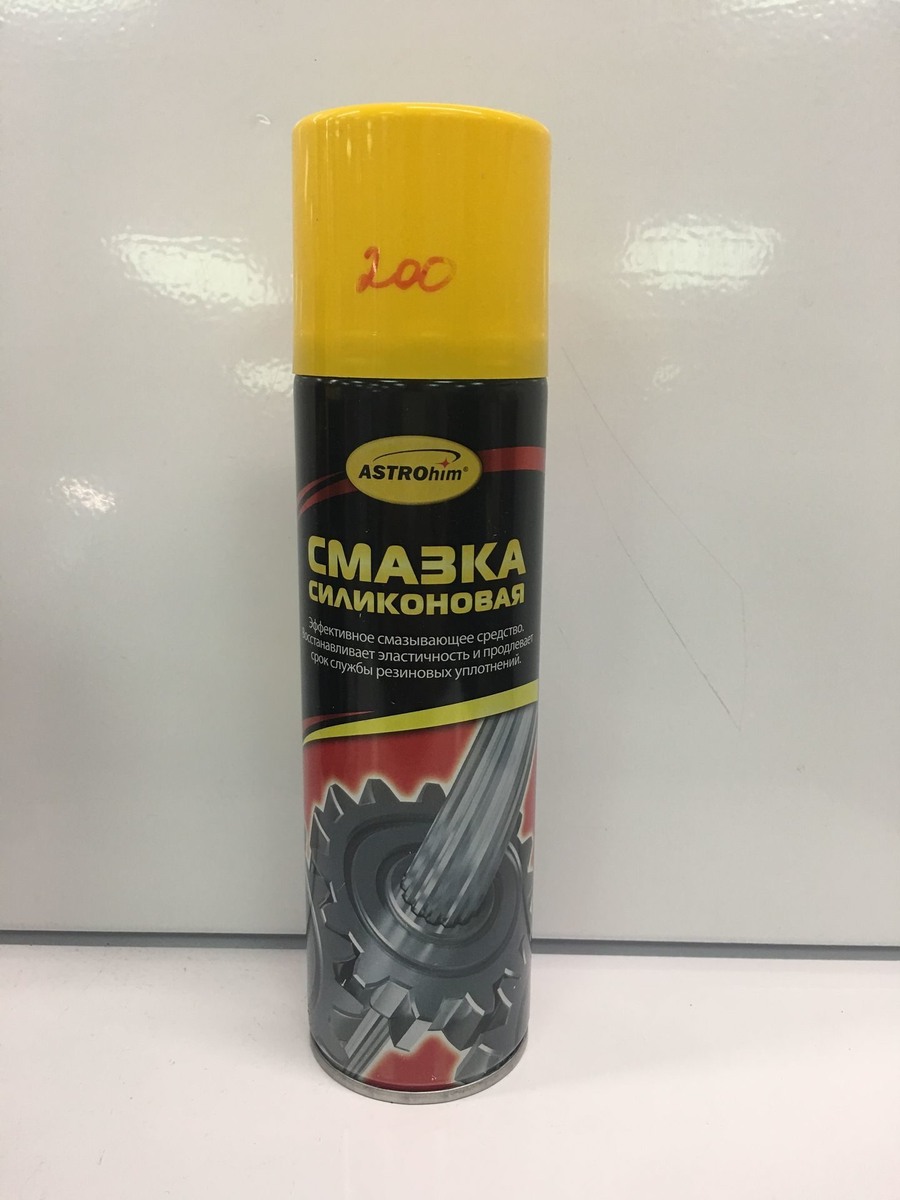 200
ASTROhim®
СМАЗКА
СИЛИКОНОВАЯ
Эффективное смазывающее средство.
Восстанавливает эластичность и продлевает
срок службы резиновых уплотнений.